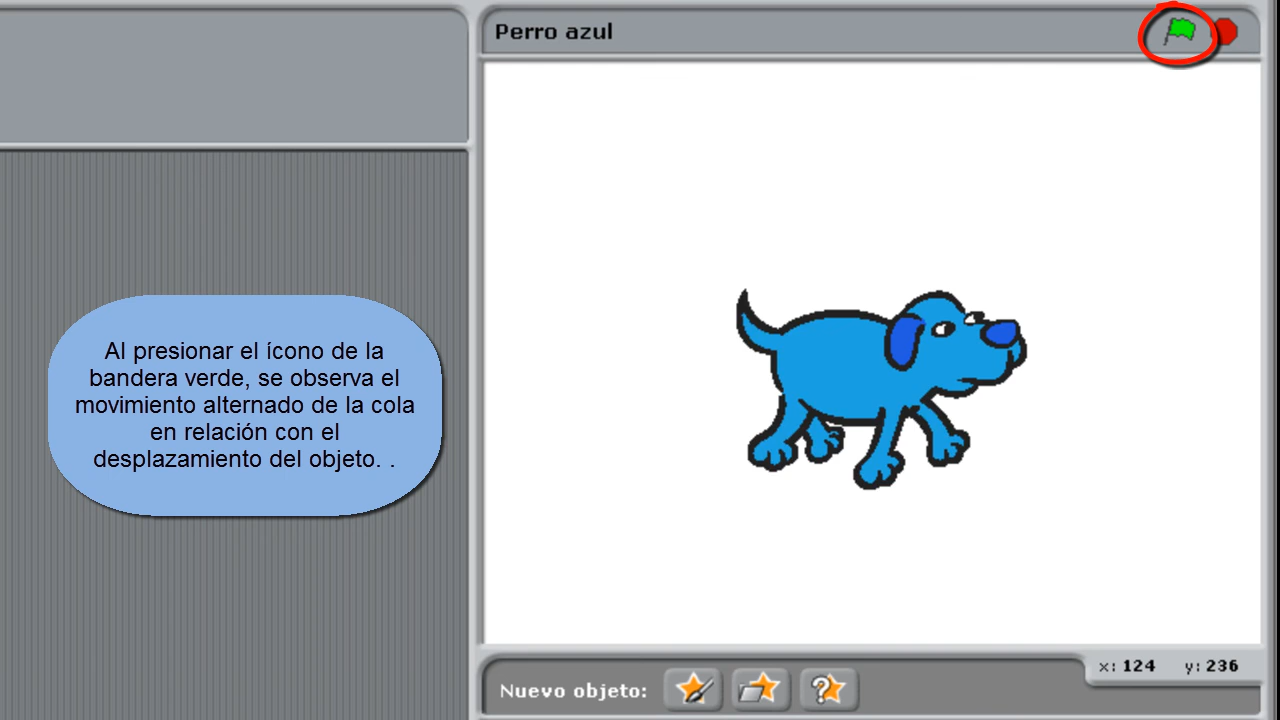 Perro azul
Al presionar el ícono de la
bandera verde, se observa el
movimiento alternado de la cola
en relación con el
desplazamiento del objeto. .
x: 124 y: 236
Nuevo objeto: